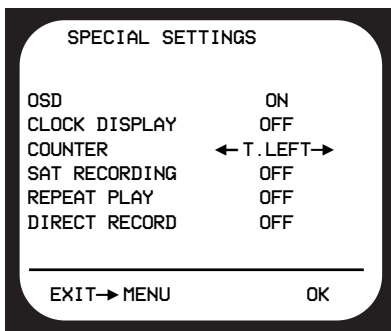 SPECIAL SETTINGS
OSD ON
CLOCK DISPLAY OFF
COUNTER ←T.LEFT→
SAT RECORDING OFF
REPEAT PLAY OFF
DIRECT RECORD OFF
EXIT→MENU OK